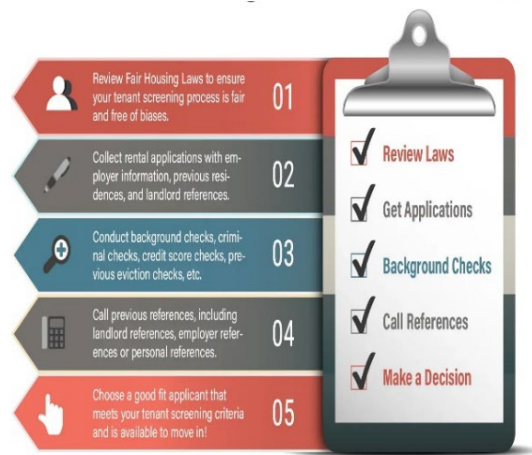 Review Fair Housing Laws to ensure
your tenant screening process is fair
and free of biases.
01
Collect rental applications with em-
ployer information, previous resi-
dences, and landlord references.
02
Conduct background checks, crimi-
nal checks, credit score checks, pre-
vious eviction checks, etc.
03
Call previous references, including
landlord references, employer refer-
ences or personal references.
04
Choose a good fit applicant that
meets your tenant screening criteria
and is available to move in!
05
Review Laws
Get Applications
Background Checks
Call References
Make a Decision